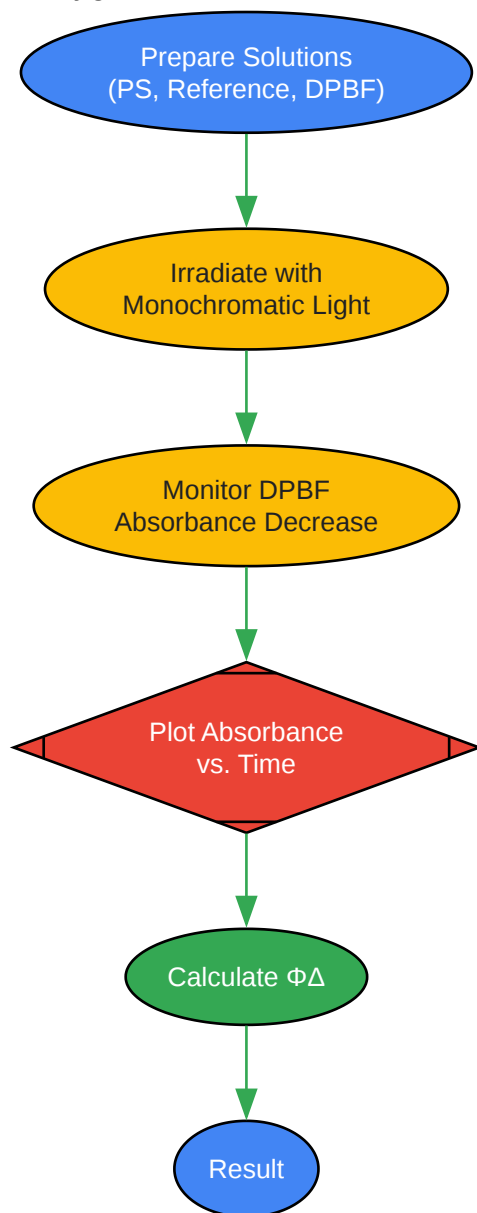 Prepare Solutions
(PS, Reference, DPBF)
Irradiate with
Monochromatic Light
Monitor DPBF
Absorbance Decrease
Plot Absorbance
vs. Time
Calculate ΦΔ
Result